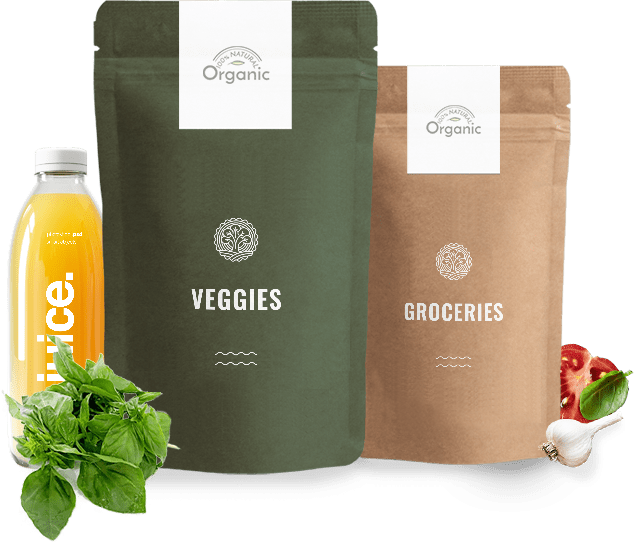 100% NATURAL
Organic
VEGGIES
100% NATURAL
Organic
GROCERIES
juice.